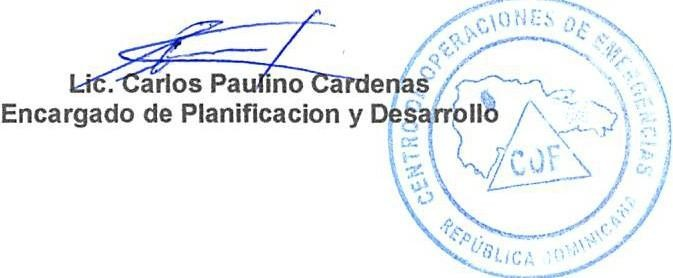 Lic. Carlos Paulino Cardenas
Encargado de Planificacion y Desarrollo
CENTRO DE OPERACIONES DE EMERGENCIAS
COE
REPÚBLICA DOMINICANA